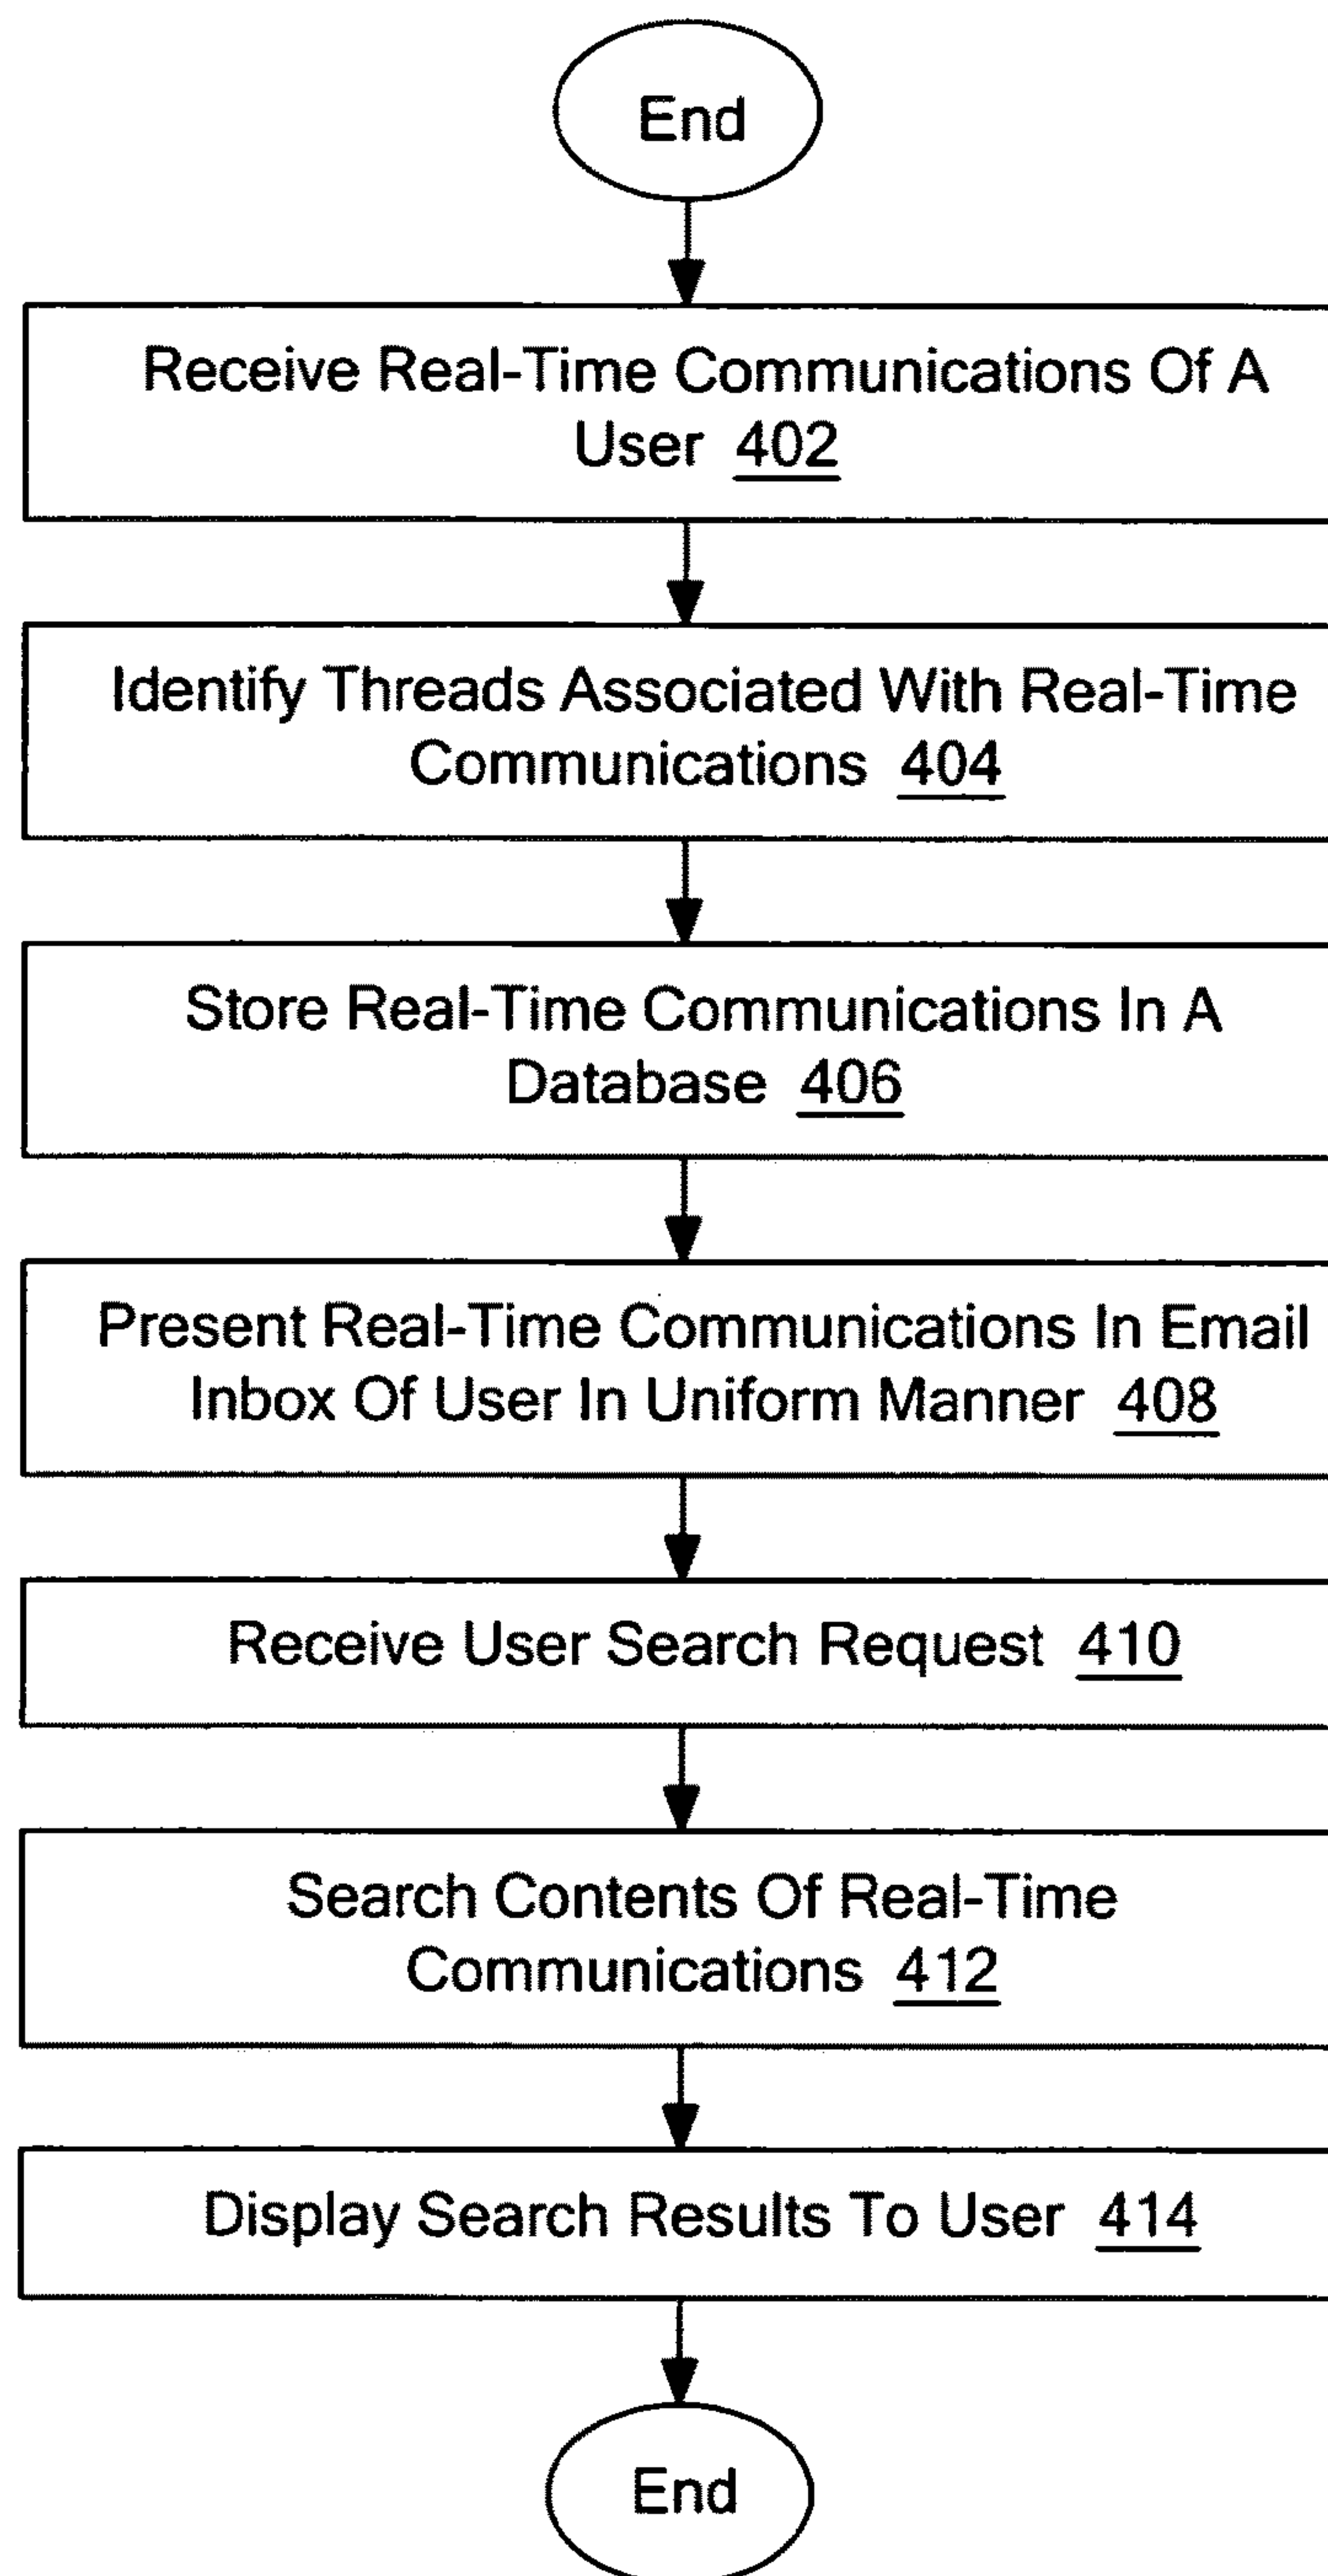 End
Receive Real-Time Communications Of A
User 402
Identify Threads Associated With Real-Time
Communications 404
Store Real-Time Communications In A
Database 406
Present Real-Time Communications In Email
Inbox Of User In Uniform Manner 408
Receive User Search Request 410
Search Contents Of Real-Time
Communications 412
Display Search Results To User 414
End